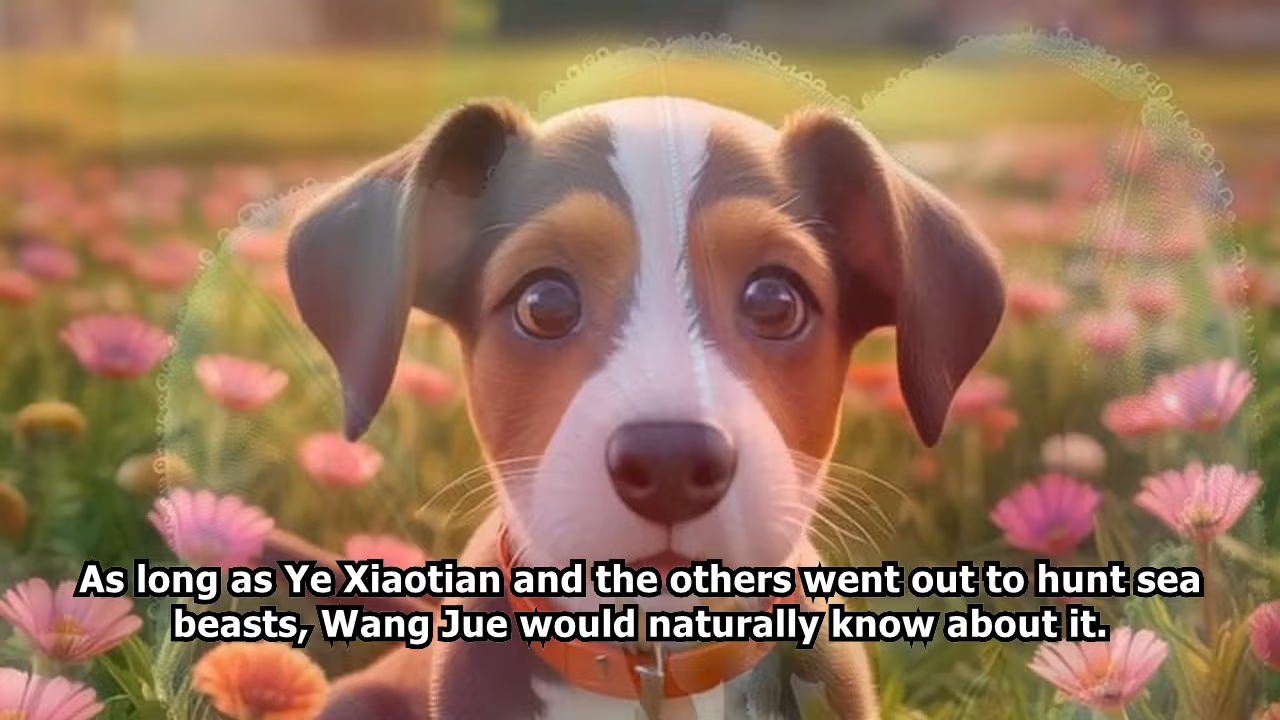 As long as Ye Xiaotian and the others went out to hunt sea
beasts, Wang Jue would naturally know about it.